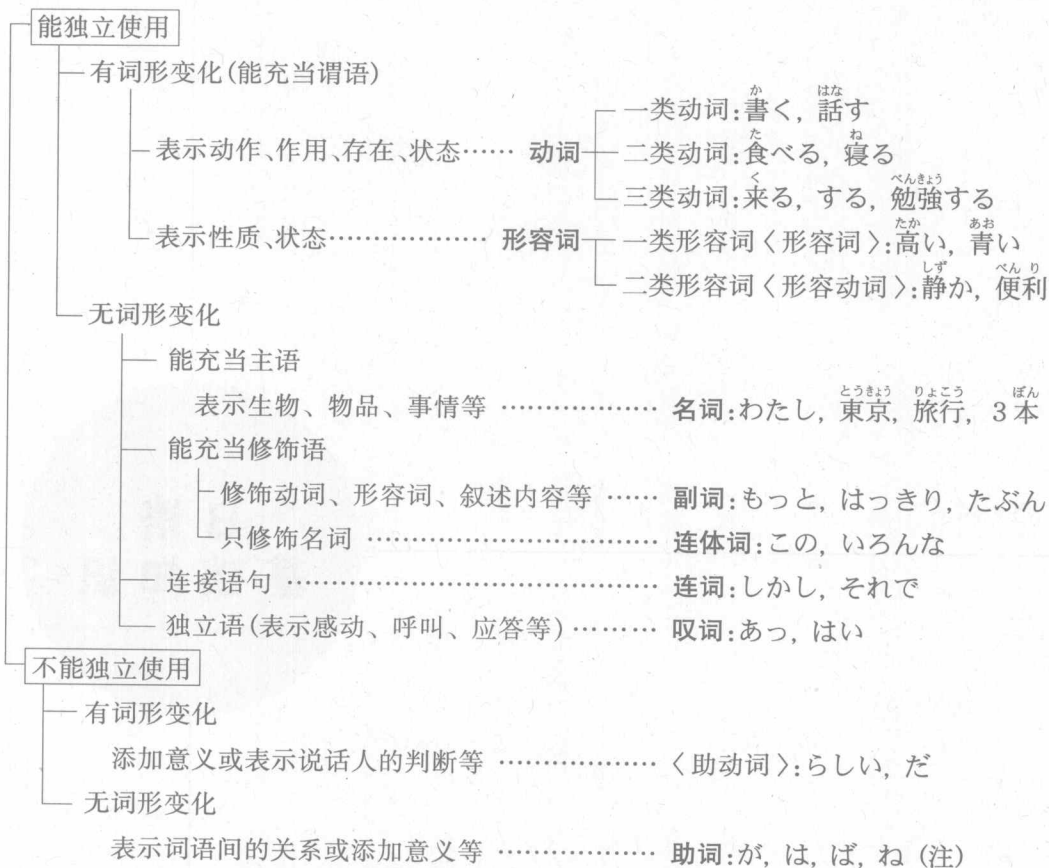 能独立使用
有词形变化(能充当谓语)
一类动词:書く, 話す
表示动作、作用、存在、状态…… 动词 二类动词:食べる, 寝る
三类动词:来る, する, 勉強する
表示性质、状态……………… 形容词 一类形容词〈形容词〉:高い, 青い
二类形容词〈形容动词〉:静か, 便利
无词形变化
能充当主语
表示生物、物品、事情等 ……………… 名词:わたし, 東京, 旅行, 3本
能充当修饰语
修饰动词、形容词、叙述内容等 …… 副词:もっと, はっきり, たぶん
只修饰名词 ………………………… 连体词:この, いろんな
连接语句 ………………………………… 连词:しかし, それで
独立语(表示感动、呼叫、应答等)……… 叹词:あっ, はい
不能独立使用
有词形变化
添加意义或表示说话人的判断等 ……………… 〈助动词〉:らしい, だ
无词形变化
表示词语间的关系或添加意义等 ……………… 助词:が, は, ば, ね (注)